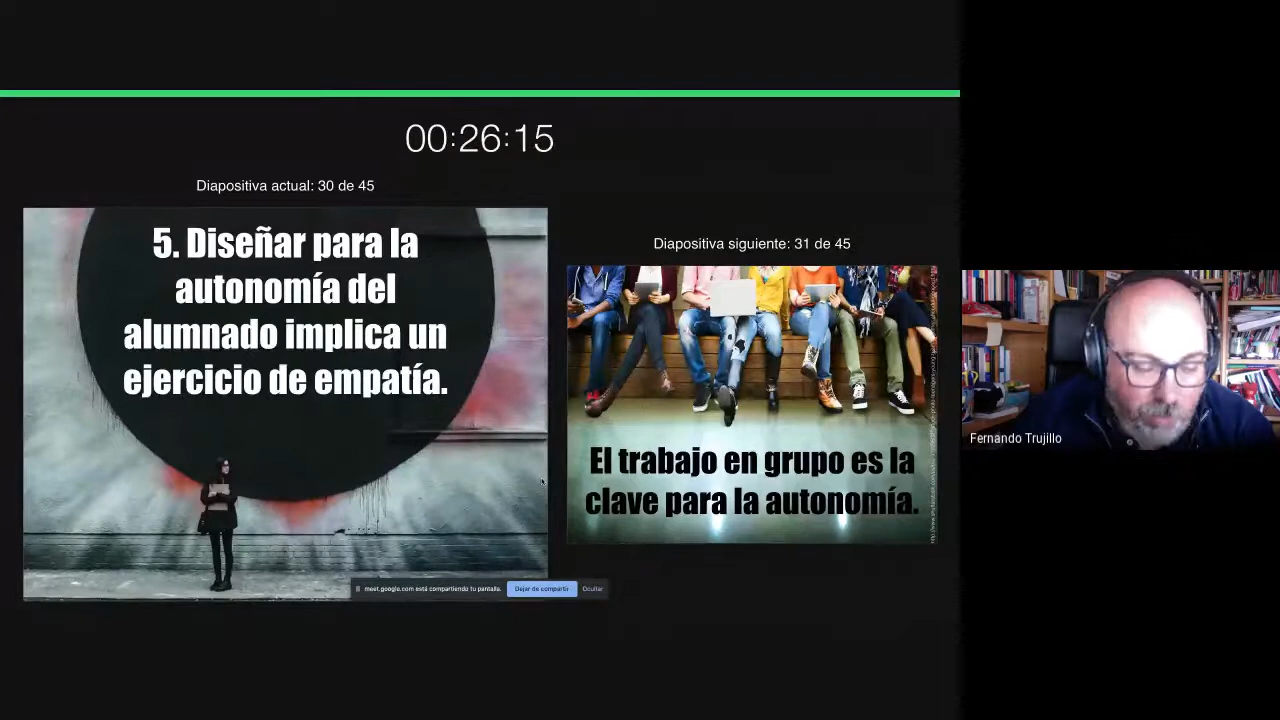 00:26:15
Diapositiva actual: 30 de 45
5. Diseñar para la
autonomía del
alumnado implica un
ejercicio de empatía.
Diapositiva siguiente: 31 de 45
El trabajo en grupo es la
clave para la autonomía.
meet.google.com está compartiendo tu pantalla.
Dejar de compartir
Ocultar
Fernando Trujillo